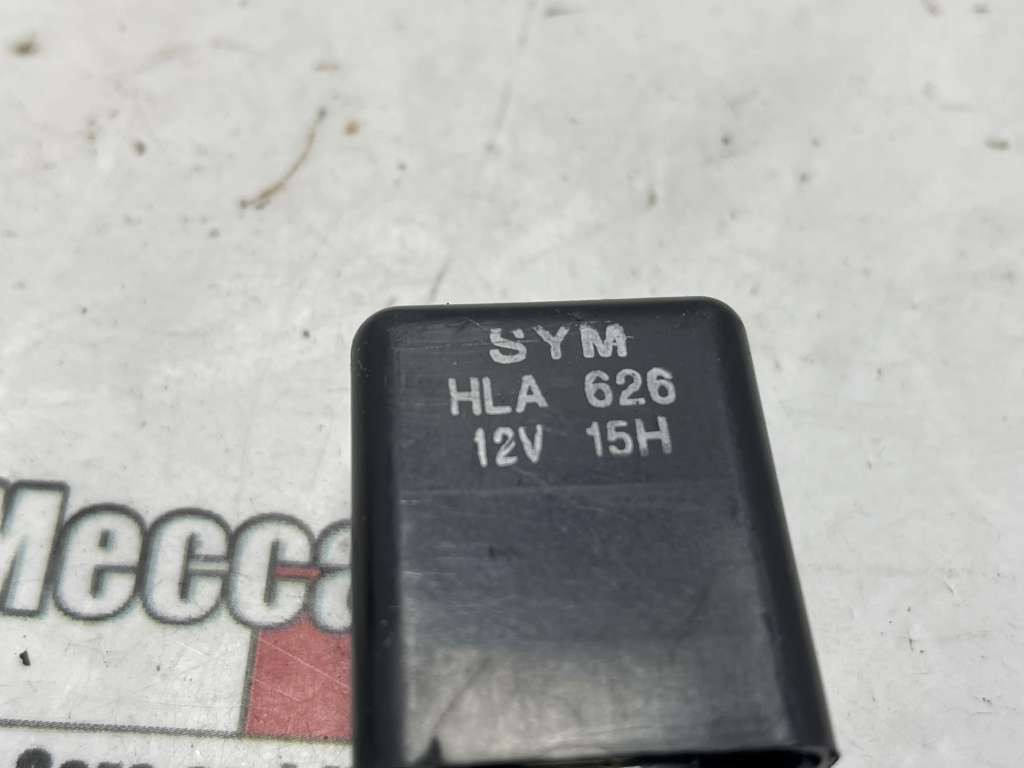 SYM
HLA 626
12V 15H
Mecca